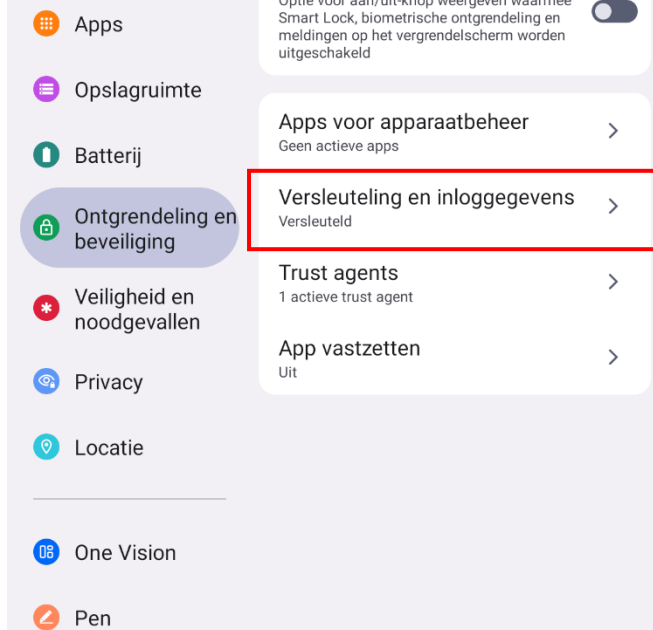 Apps
Opslagruimte
Batterij
Ontgrendeling en
beveiliging
Veiligheid en
noodgevallen
Privacy
Locatie
One Vision
Pen
Optie voor aan/uit-knop weergeven waarmee
Smart Lock, biometrische ontgrendeling en
meldingen op het vergrendelscherm worden
uitgeschakeld
Apps voor apparaatbeheer
Geen actieve apps
Versleuteling en inloggegevens
Versleuteld
Trust agents
1 actieve trust agent
App vastzetten
Uit